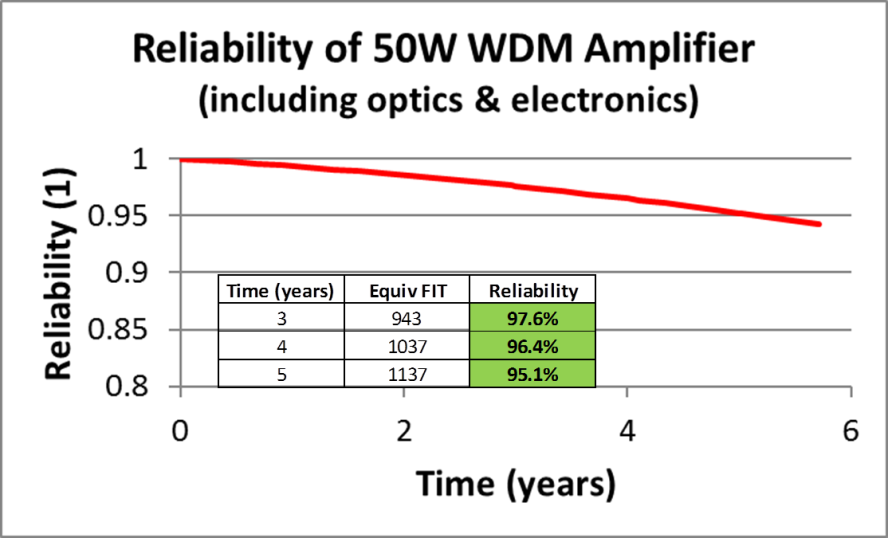 Reliability of 50W WDM Amplifier
(including optics & electronics)
Reliability (1)
1
0.95
0.9
0.85
0.8
Time (years) Equiv FIT Reliability
3 943 97.6%
4 1037 96.4%
5 1137 95.1%
0 2 4 6
Time (years)